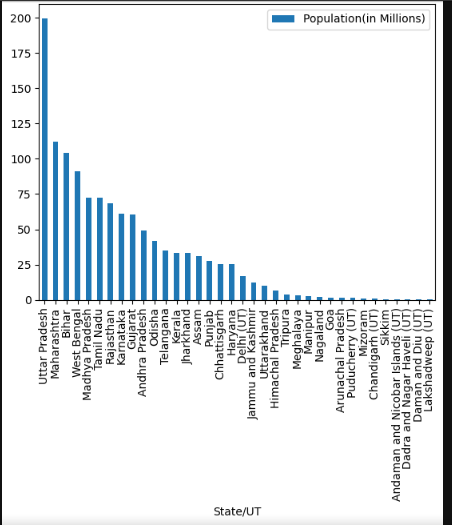 Population(in Millions)
200
175
150
125
100
75
50
25
0
Uttar Pradesh
Maharashtra
Bihar
West Bengal
Madhya Pradesh
Tamil Nadu
Rajasthan
Karnataka
Gujarat
Andhra Pradesh
Odisha
Telangana
Kerala
Jharkhand
Assam
Punjab
Chhattisgarh
Haryana
Delhi (UT)
Jammu and Kashmir
Uttarakhand
Himachal Pradesh
Tripura
Meghalaya
Manipur
Nagaland
Goa
Arunachal Pradesh
Puducherry (UT)
Mizoram
Chandigarh (UT)
Sikkim
Andaman and Nicobar Islands (UT)
Dadra and Nagar Haveli (UT)
Daman and Diu (UT)
Lakshadweep (UT)
State/UT